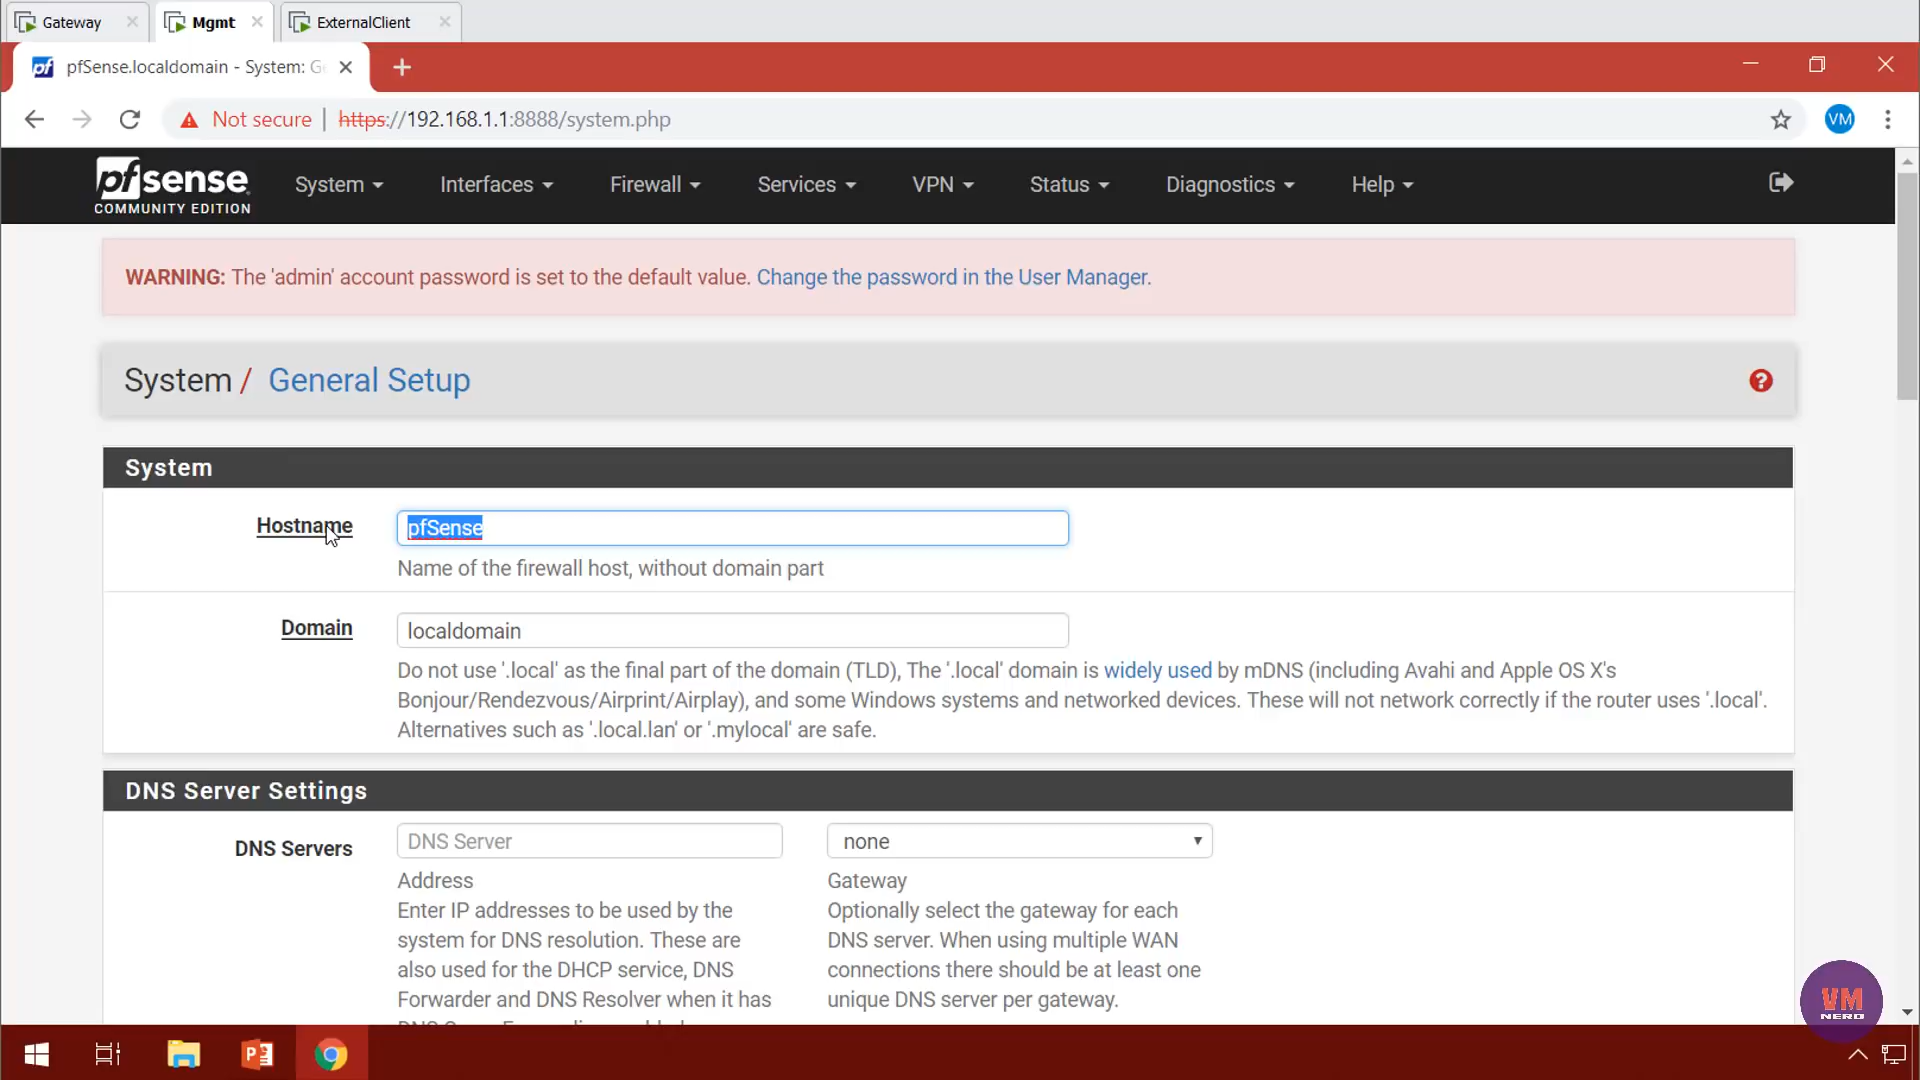 Gateway
Mgmt
ExternalClient
pfSense.localdomain - System: G
Not secure | https://192.168.1.1:8888/system.php
VM
pfsense
COMMUNITY EDITION
System
Interfaces
Firewall
Services
VPN
Status
Diagnostics
Help
WARNING: The 'admin' account password is set to the default value. Change the password in the User Manager.
System / General Setup
System
Hostname
pfSense
Name of the firewall host, without domain part
Domain
localdomain
Do not use '.local' as the final part of the domain (TLD), The '.local' domain is widely used by mDNS (including Avahi and Apple OS X's
Bonjour/Rendezvous/Airprint/Airplay), and some Windows systems and networked devices. These will not network correctly if the router uses '.local'.
Alternatives such as '.local.lan' or '.mylocal' are safe.
DNS Server Settings
DNS Servers
DNS Server
Address
Enter IP addresses to be used by the
system for DNS resolution. These are
also used for the DHCP service, DNS
Forwarder and DNS Resolver when it has
none
Gateway
Optionally select the gateway for each
DNS server. When using multiple WAN
connections there should be at least one
unique DNS server per gateway.
VM
NERD